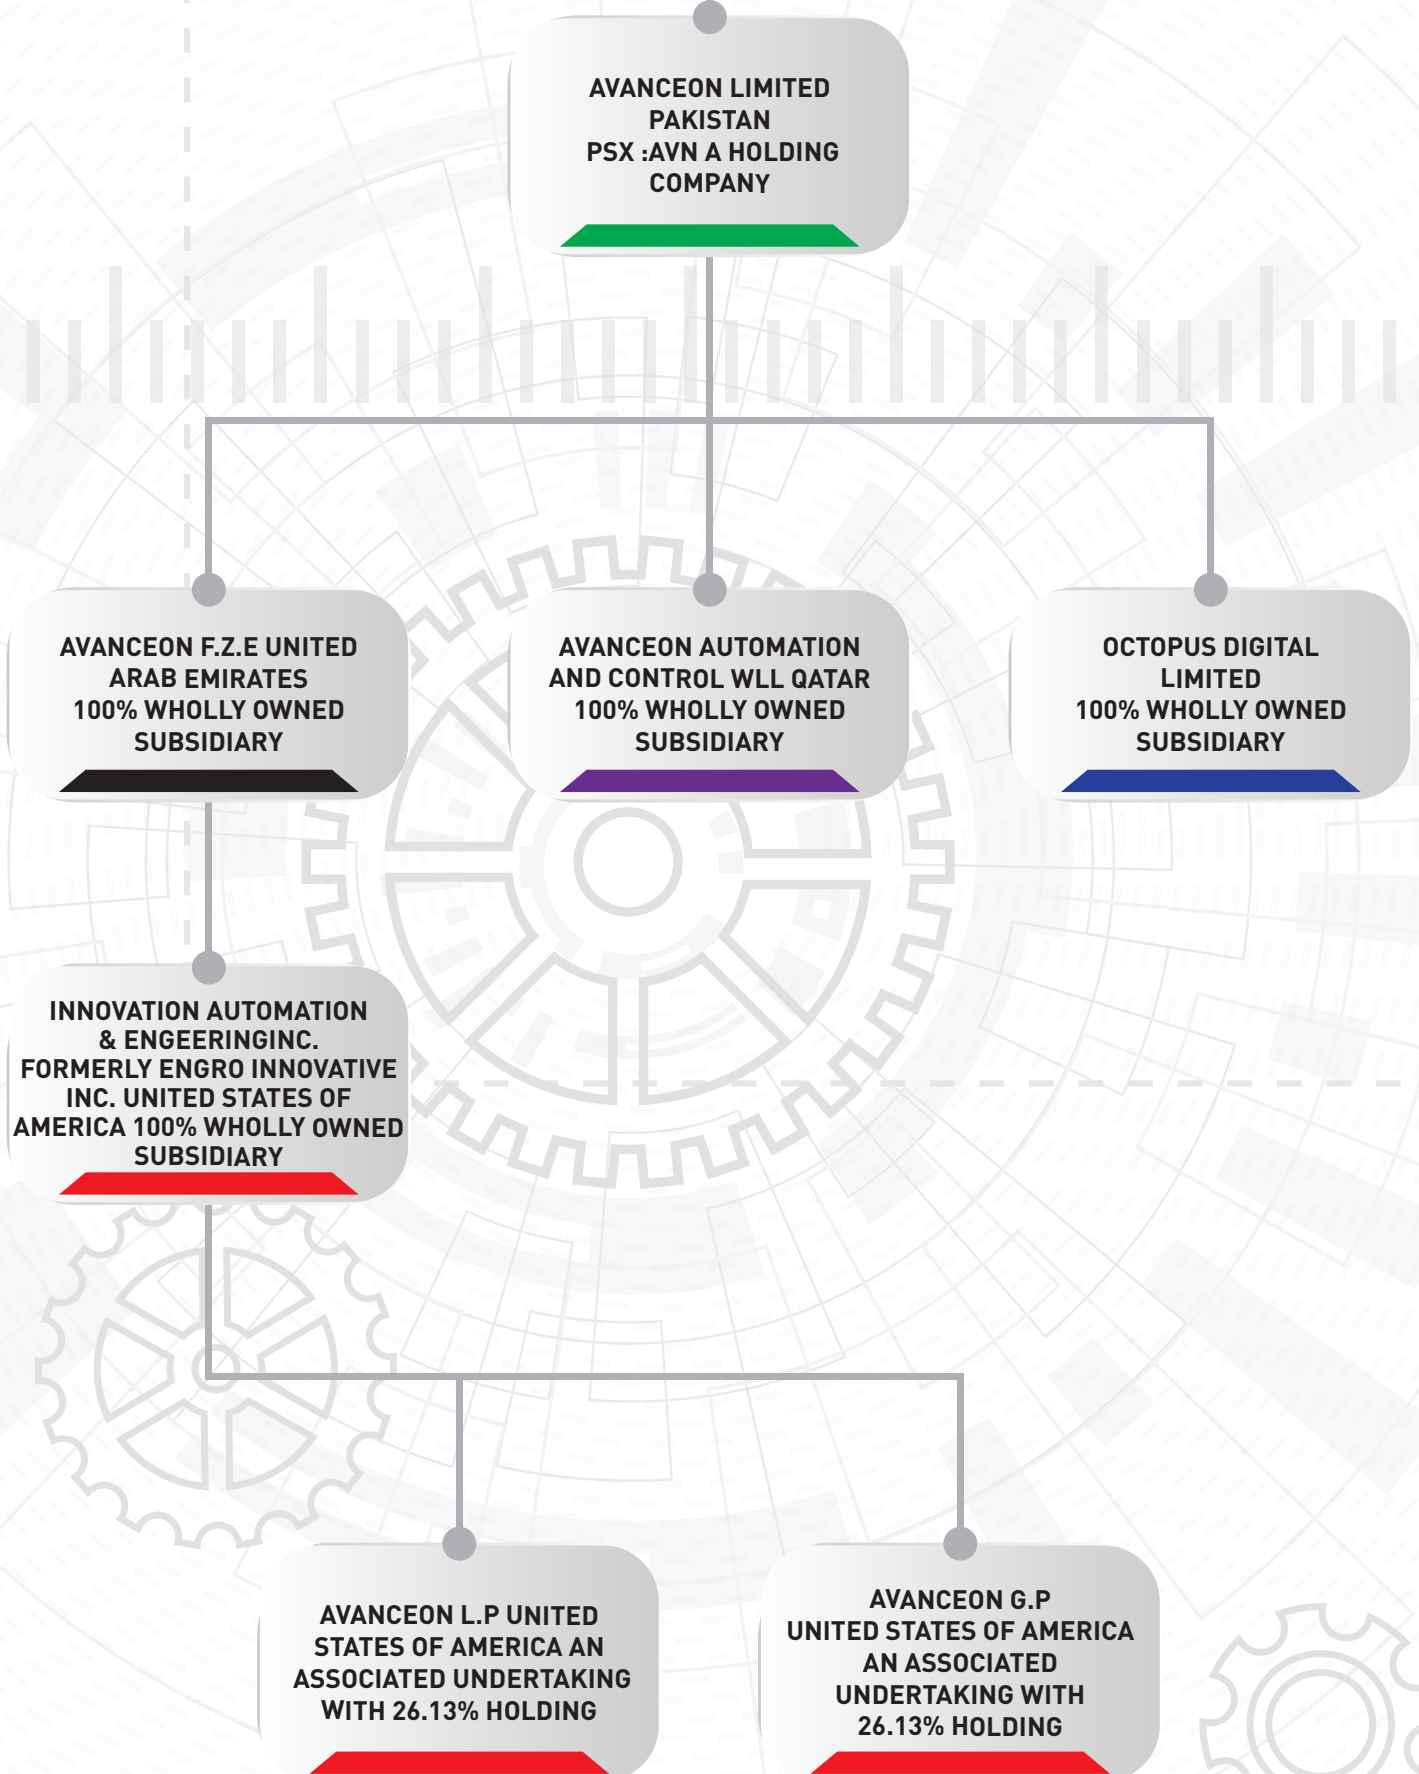 AVANCEON LIMITED
PAKISTAN
PSX :AVN A HOLDING
COMPANY
AVANCEON F.Z.E UNITED
ARAB EMIRATES
100% WHOLLY OWNED
SUBSIDIARY
AVANCEON AUTOMATION
AND CONTROL WLL QATAR
100% WHOLLY OWNED
SUBSIDIARY
OCTOPUS DIGITAL
LIMITED
100% WHOLLY OWNED
SUBSIDIARY
INNOVATION AUTOMATION
& ENGEERINGINC.
FORMERLY ENGRO INNOVATIVE
INC. UNITED STATES OF
AMERICA 100% WHOLLY OWNED
SUBSIDIARY
AVANCEON L.P UNITED
STATES OF AMERICA AN
ASSOCIATED UNDERTAKING
WITH 26.13% HOLDING
AVANCEON G.P
UNITED STATES OF AMERICA
AN ASSOCIATED
UNDERTAKING WITH
26.13% HOLDING